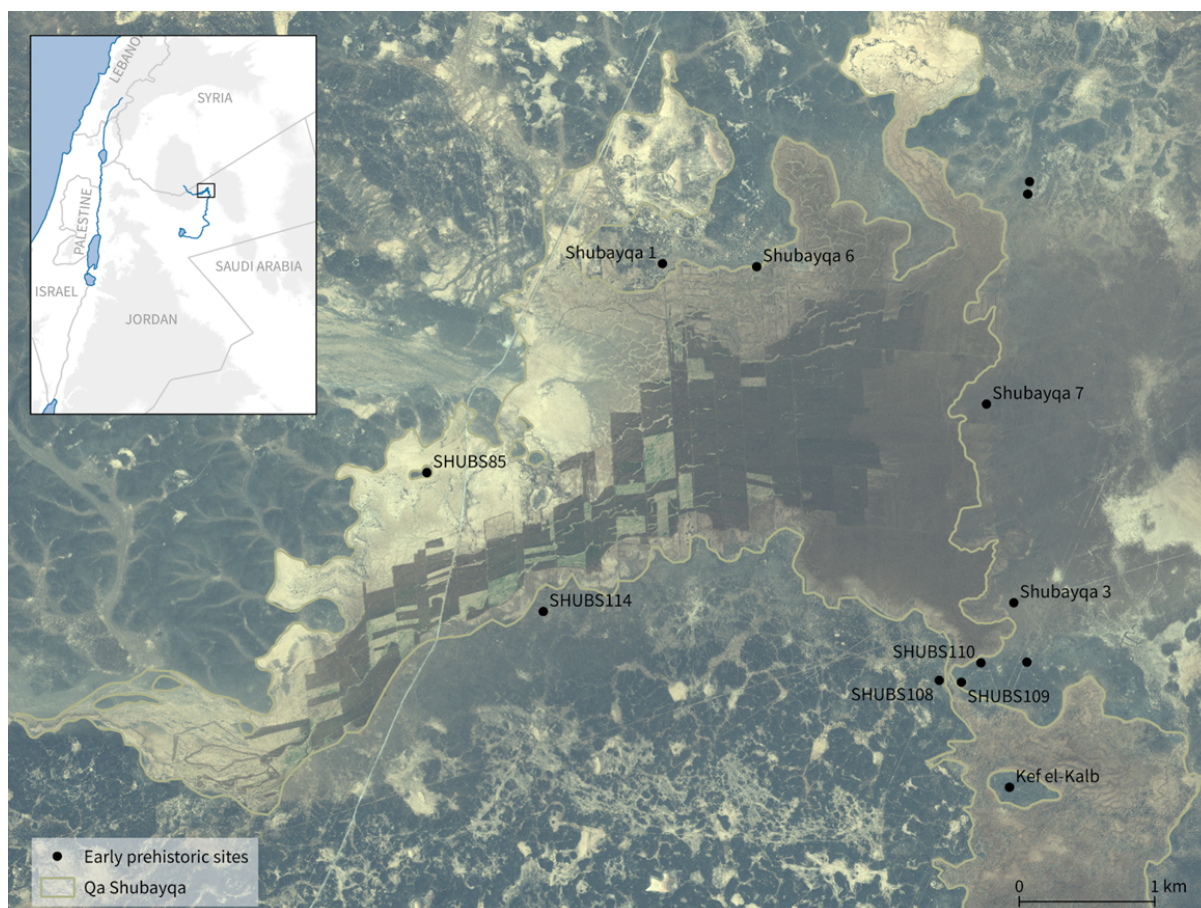 LEBANON
SYRIA
PALESTINE
SAUDI ARABIA
ISRAEL
JORDAN
Shubayqa 1
Shubayqa 6
Shubayqa 7
SHUBS85
SHUBS114
Shubayqa 3
SHUBS110
SHUBS108
SHUBS109
Kef el-Kalb
Early prehistoric sites
Qa Shubayqa
0 1 km